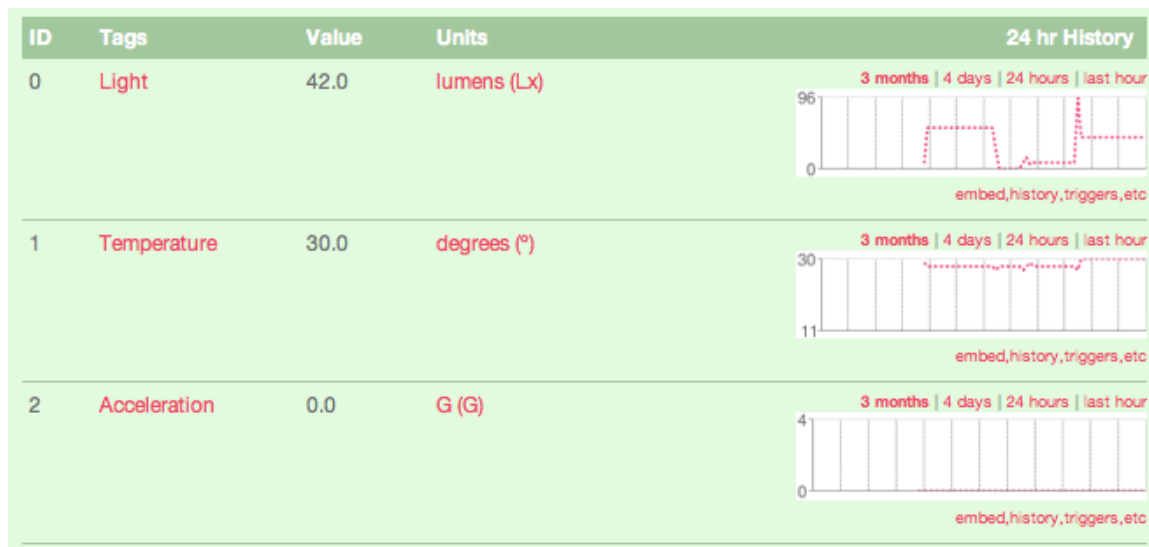 ID Tags Value Units 24 hr History
0 Light 42.0 lumens (Lx) 3 months | 4 days | 24 hours | last hour
96
0
embed,history,triggers,etc
1 Temperature 30.0 degrees (º) 3 months | 4 days | 24 hours | last hour
30
11
embed,history,triggers,etc
2 Acceleration 0.0 G (G) 3 months | 4 days | 24 hours | last hour
4
0
embed,history,triggers,etc